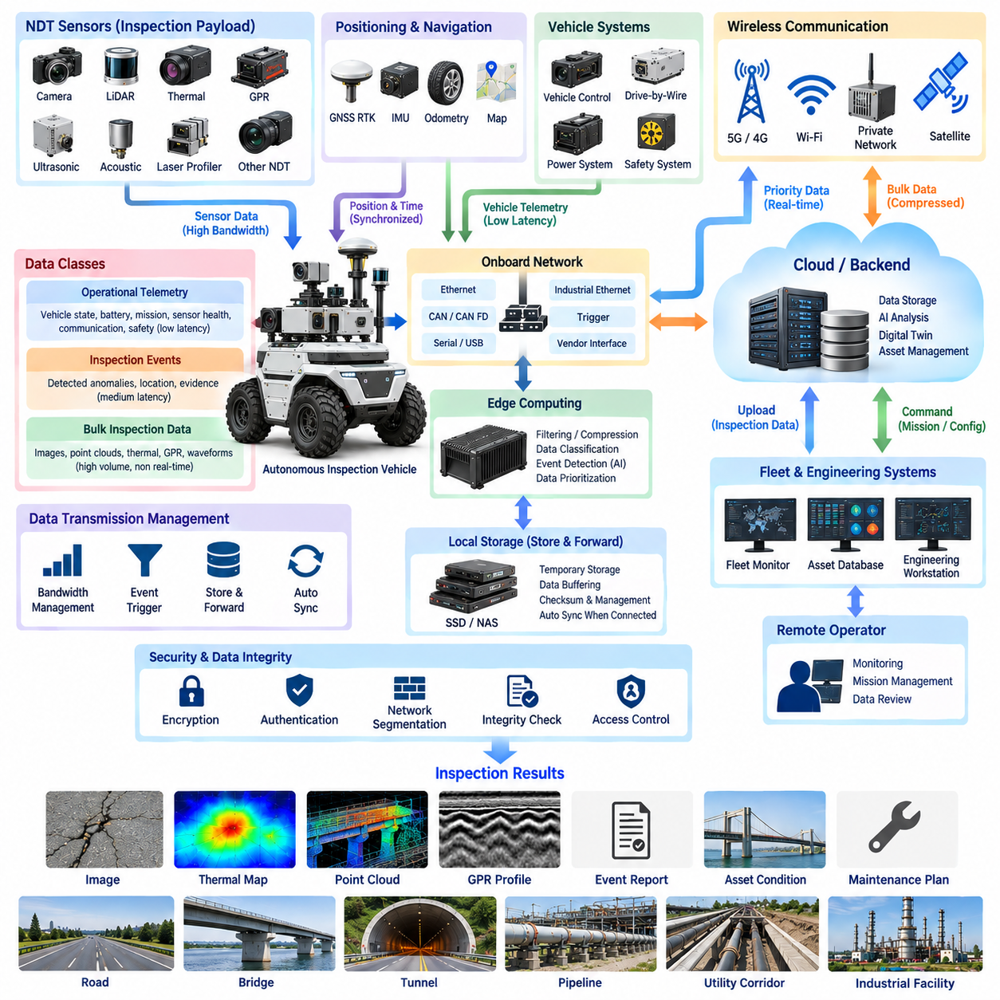 NDT Sensors (Inspection Payload)
Camera
LiDAR
Thermal
GPR
Ultrasonic
Acoustic
Laser Profiler
Other NDT
Positioning & Navigation
GNSS RTK
IMU
Odometry
Map
Vehicle Systems
Vehicle Control
Drive-by-Wire
Power System
Safety System
Wireless Communication
5G / 4G
Wi-Fi
Private
Network
Satellite
Sensor Data
(High Bandwidth)
Position & Time
(Synchronized)
Vehicle Telemetry
(Low Latency)
Priority Data
(Real-time)
Bulk Data
(Compressed)
Data Classes
Operational Telemetry
Vehicle state, battery, mission, sensor health,
communication, safety (low latency)
Inspection Events
Detected anomalies, location, evidence
(medium latency)
Bulk Inspection Data
Images, point clouds, thermal, GPR, waveforms
(high volume, non real-time)
Autonomous Inspection Vehicle
Onboard Network
Ethernet
Industrial Ethernet
CAN / CAN FD
Trigger
Serial / USB
Vendor Interface
Cloud / Backend
Data Storage
AI Analysis
Digital Twin
Asset Management
Edge Computing
Filtering / Compression
Data Classification
Event Detection (AI)
Data Prioritization
Upload
(Inspection Data)
Command
(Mission / Config)
Fleet & Engineering Systems
Fleet Monitor
Asset Database
Engineering
Workstation
Data Transmission Management
Bandwidth
Management
Event
Trigger
Store &
Forward
Auto
Sync
Local Storage (Store & Forward)
SSD / NAS
Temporary Storage
Data Buffering
Checksum & Management
Auto Sync When Connected
Remote Operator
Monitoring
Mission Management
Data Review
Security & Data Integrity
Encryption
Authentication
Network
Segmentation
Integrity Check
Access Control
Inspection Results
Image
Thermal Map
Point Cloud
GPR Profile
Event Report
Asset Condition
Maintenance Plan
Road
Bridge
Tunnel
Pipeline
Utility Corridor
Industrial Facility